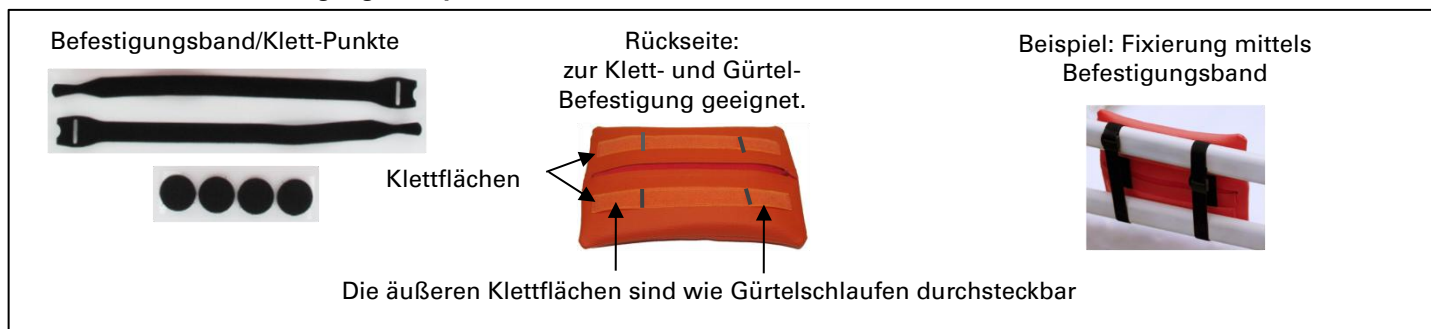 Befestigungsband/Klett-Punkte
Rückseite:
zur Klett- und Gürtel-
Befestigung geeignet.
Beispiel: Fixierung mittels
Befestigungsband
Klettflächen
Die äußeren Klettflächen sind wie Gürtelschlaufen durchsteckbar